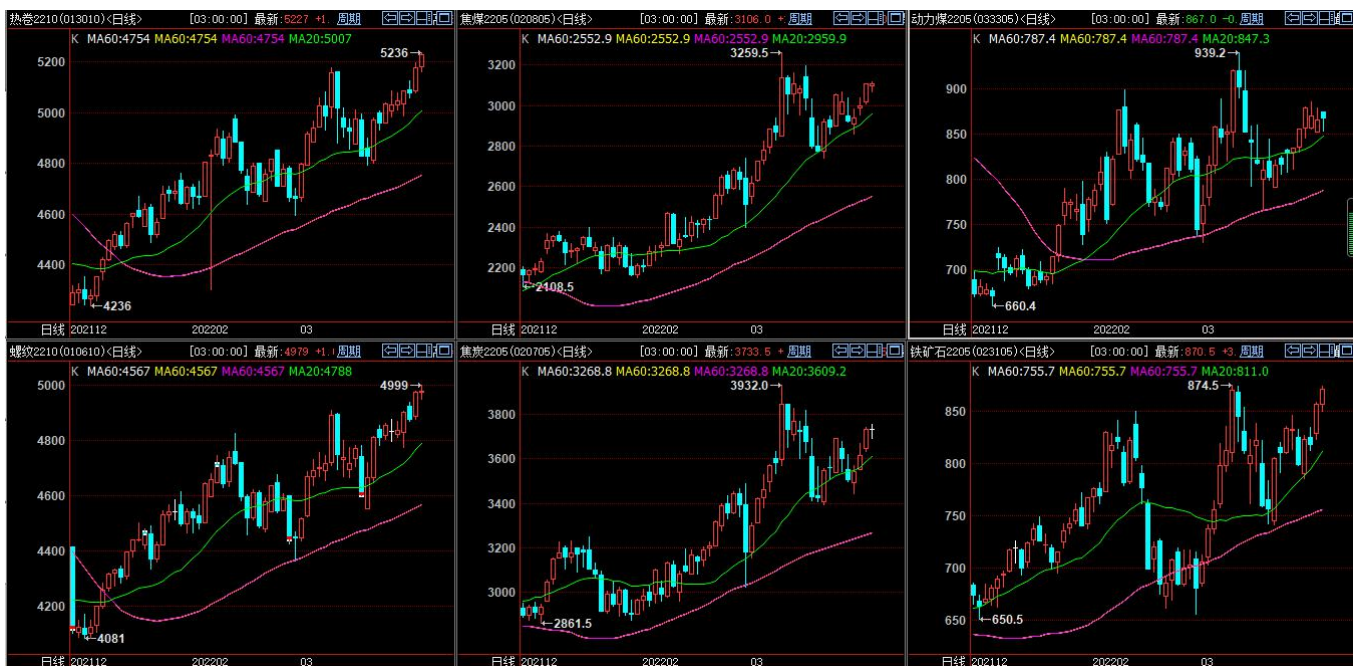 热卷2210(013010)<日线> [03:00:00] 最新:5227 +1. 周期
K MA60:4754 MA60:4754 MA60:4754 MA20:5007
5236
5200
5000
4800
4600
4400
4236
日线 202112 202202 03
焦煤2205(020805)<日线> [03:00:00] 最新:3106.0 + 周期
K MA60:2552.9 MA60:2552.9 MA60:2552.9 MA20:2959.9
3259.5
3200
3000
2800
2600
2400
2200
2108.5
日线 202112 202202 03
动力煤2205(033305)<日线> [03:00:00] 最新:867.0 -0. 周期
K MA60:787.4 MA60:787.4 MA60:787.4 MA20:847.3
939.2
900
850
800
750
700
660.4
日线 202112 202202 03
螺纹2210(010610)<日线> [03:00:00] 最新:4979 +1. 周期
K MA60:4567 MA60:4567 MA60:4567 MA20:4788
4999
5000
4800
4600
4400
4200
4081
日线 202112 202202 03
焦炭2205(020705)<日线> [03:00:00] 最新:3733.5 + 周期
K MA60:3268.8 MA60:3268.8 MA60:3268.8 MA20:3609.2
3932.0
3800
3600
3400
3200
3000
2861.5
日线 202112 202202 03
铁矿石2205(023105)<日线> [03:00:00] 最新:870.5 +3. 周期
K MA60:755.7 MA60:755.7 MA60:755.7 MA20:811.0
874.5
850
800
750
700
650
650.5
日线 202112 202202 03